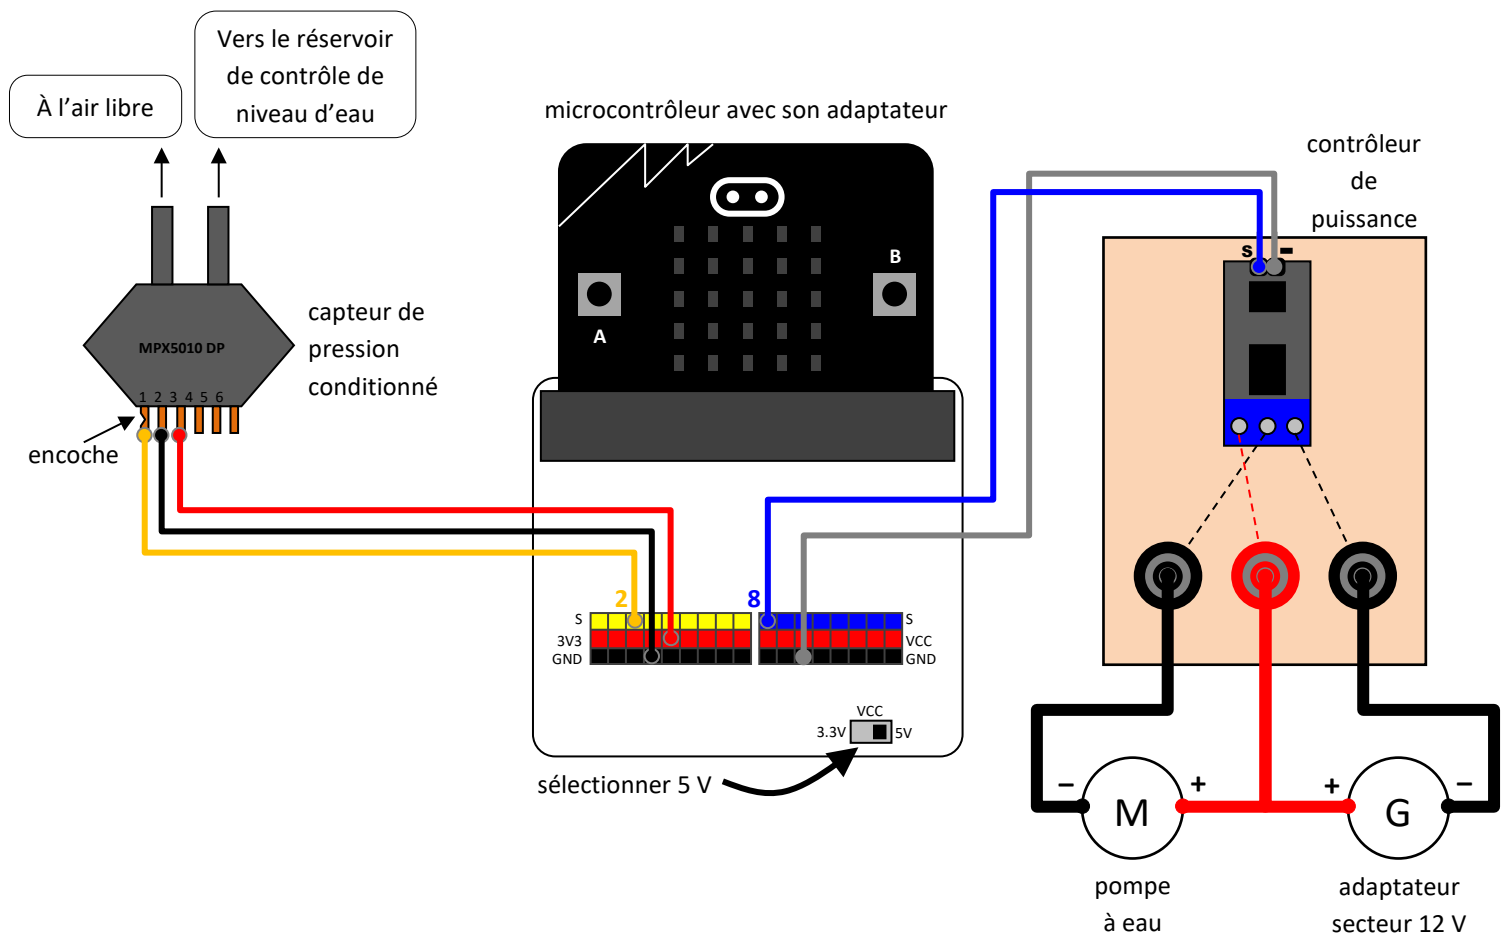 À l’air libre
Vers le réservoir
de contrôle de
niveau d’eau
microcontrôleur avec son adaptateur
contrôleur
de
puissance
s -
A
B
MPX5010 DP
1 2 3 4 5 6
capteur de
pression
conditionné
encoche
2
8
S
3V3
GND
S
VCC
GND
VCC
3.3V
5V
sélectionner 5 V
– M +
+ G –
pompe
à eau
adaptateur
secteur 12 V